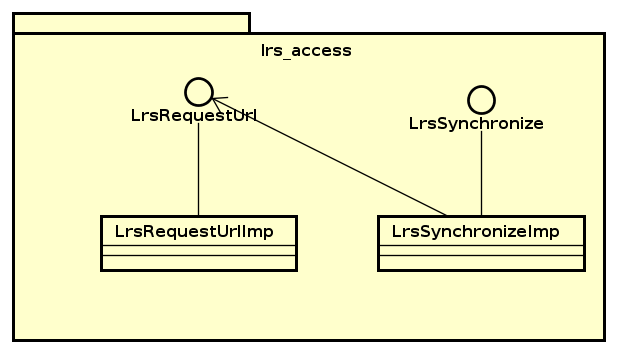 lrs_access
LrsRequestUrl
LrsSynchronize
LrsRequestUrlImp
LrsSynchronizeImp